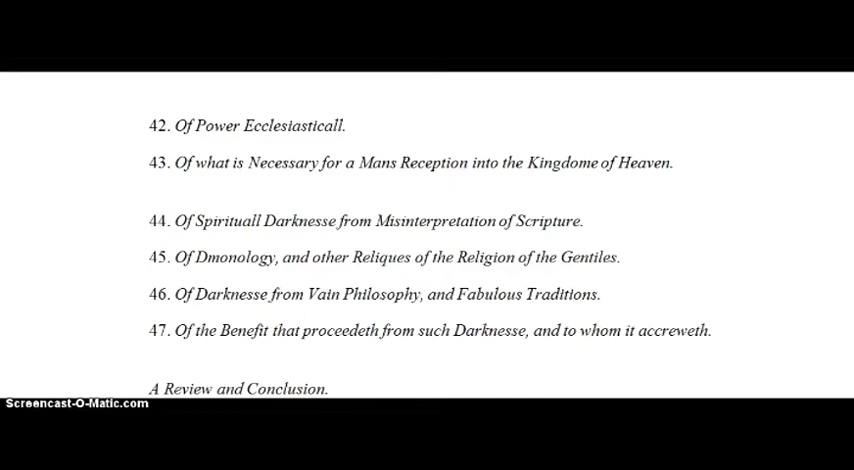 42. Of Power Ecclesiasticall.
43. Of what is Necessary for a Mans Reception into the Kingdome of Heaven.
44. Of Spirituall Darknesse from Misinterpretation of Scripture.
45. Of Dmonology, and other Reliques of the Religion of the Gentiles.
46. Of Darknesse from Vain Philosophy, and Fabulous Traditions.
47. Of the Benefit that proceedeth from such Darknesse, and to whom it accreweth.
A Review and Conclusion.
Screencast-O-Matic.com